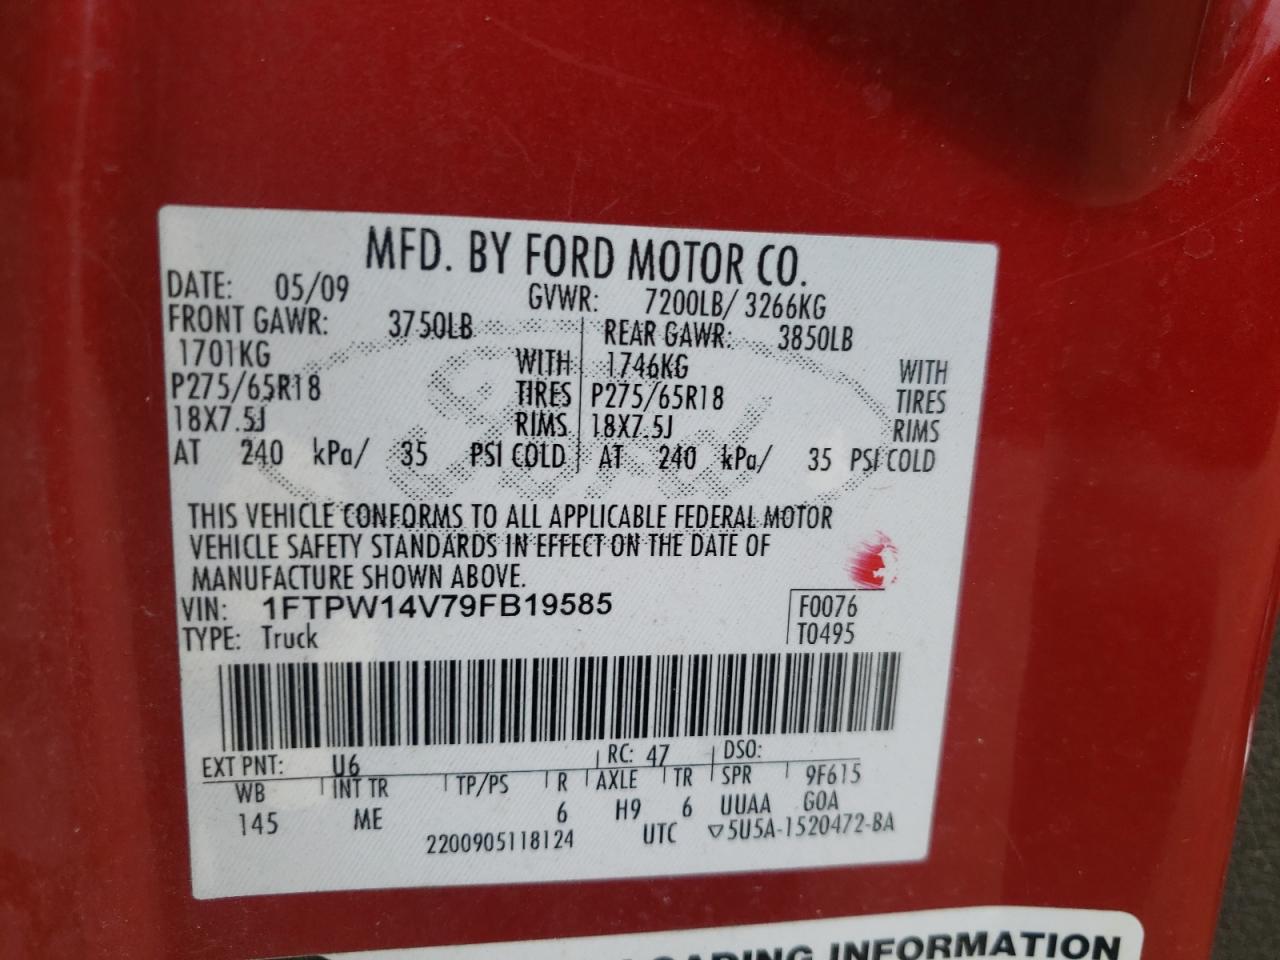 MFD. BY FORD MOTOR CO.
DATE: 05/09 GVWR: 7200LB/ 3266KG
FRONT GAWR: 3750LB REAR GAWR: 3850LB
1701KG WITH 1746KG WITH
P275/65R18 TIRES P275/65R18 TIRES
18X7.5J RIMS 18X7.5J RIMS
AT 240 kPa/ 35 PSI COLD AT 240 kPa/ 35 PSI COLD
THIS VEHICLE CONFORMS TO ALL APPLICABLE FEDERAL MOTOR
VEHICLE SAFETY STANDARDS IN EFFECT ON THE DATE OF
MANUFACTURE SHOWN ABOVE.
VIN: 1FTPW14V79FB19585 F0076
TYPE: Truck T0495
EXT PNT: U6 RC: 47 DSO:
WB INT TR TP/PS R AXLE TR SPR 9F615
145 ME 6 H9 6 UUAA G0A
2200905118124 UTC ▽5U5A-1520472-BA
INFORMATION